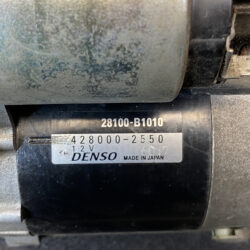 28100-B1010
428000-2550
12V
DENSO MADE IN JAPAN